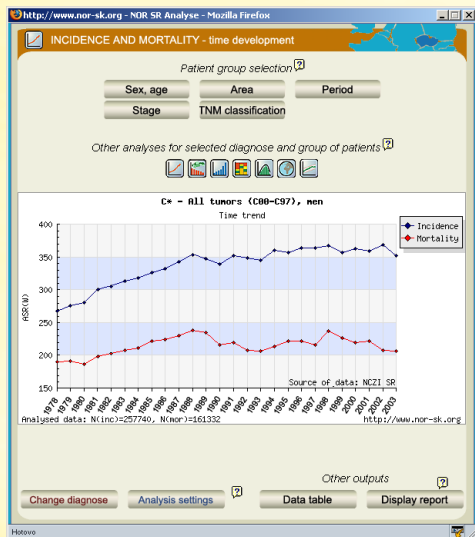 http://www.nor-sk.org - NOR SR Analyse - Mozilla Firefox
INCIDENCE AND MORTALITY - time development
Patient group selection ?
Sex, age Area Period
Stage TNM classification
Other analyses for selected diagnose and group of patients ?
C* - All tumors (C00-C97), men
Time trend
Incidence
Mortality
ASR(W)
400
350
300
250
200
150
1978 1979 1980 1981 1982 1983 1984 1985 1986 1987 1988 1989 1990 1991 1992 1993 1994 1995 1996 1997 1998 1999 2000 2001 2002 2003
Source of data: NCZI SR
Analysed data: N(inc)=257740, N(mor)=161332 http://www.nor-sk.org
Other outputs
? ?
Change diagnose Analysis settings Data table Display report
Hotovo